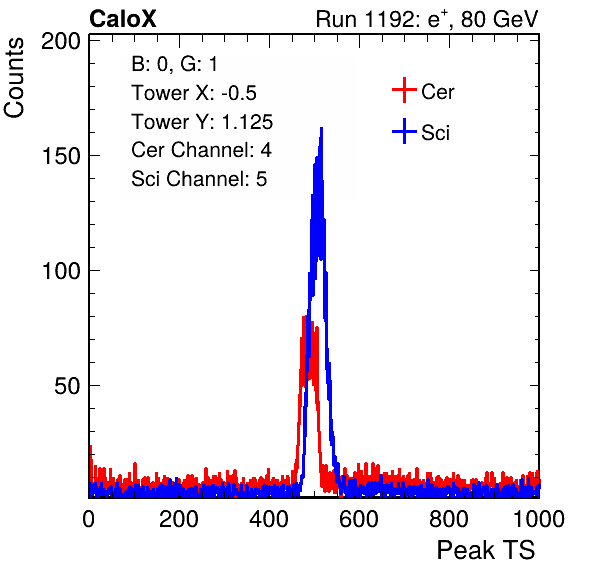 CaloX Run 1192: e⁺, 80 GeV
Counts
200
150
100
50
B: 0, G: 1
Tower X: -0.5
Tower Y: 1.125
Cer Channel: 4
Sci Channel: 5
Cer
Sci
0 200 400 600 800 1000
Peak TS